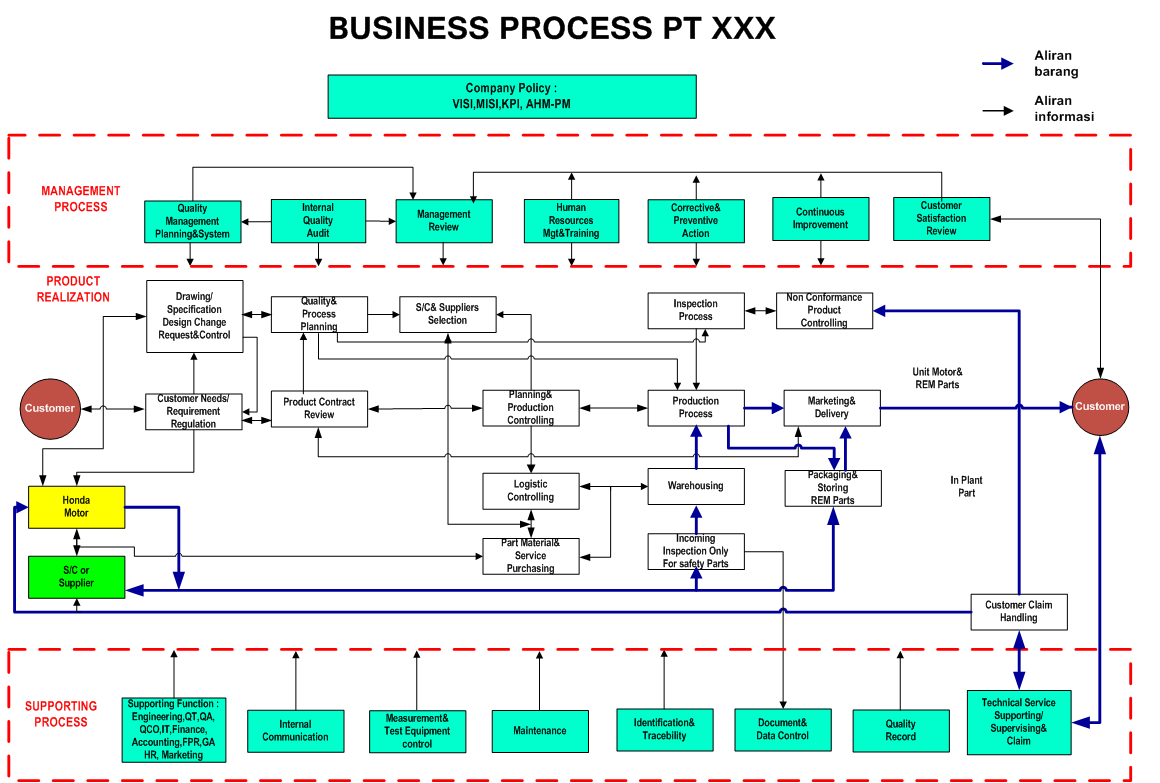 BUSINESS PROCESS PT XXX
Aliran
barang
Aliran
informasi
Company Policy :
VISI,MISI,KPI, AHM-PM
MANAGEMENT
PROCESS
Quality
Management
Planning&System
Internal
Quality
Audit
Management
Review
Human
Resources
Mgt&Training
Corrective&
Preventive
Action
Continuous
Improvement
Customer
Satisfaction
Review
PRODUCT
REALIZATION
Drawing/
Specification
Design Change
Request&Control
Quality&
Process
Planning
S/C& Suppliers
Selection
Inspection
Process
Non Conformance
Product
Controlling
Unit Motor&
REM Parts
Customer
Customer Needs/
Requirement
Regulation
Product Contract
Review
Planning&
Production
Controlling
Production
Process
Marketing&
Delivery
Customer
Honda
Motor
Logistic
Controlling
Warehousing
Packaging&
Storing
REM Parts
In Plant
Part
S/C or
Supplier
Part Material&
Service
Purchasing
Incoming
Inspection Only
For safety Parts
Customer Claim
Handling
SUPPORTING
PROCESS
Supporting Function :
Engineering,QT,QA,
QCO,IT,Finance,
Accounting,FPR,GA
HR, Marketing
Internal
Communication
Measurement&
Test Equipment
control
Maintenance
Identification&
Tracebility
Document&
Data Control
Quality
Record
Technical Service
Supporting/
Supervising&
Claim